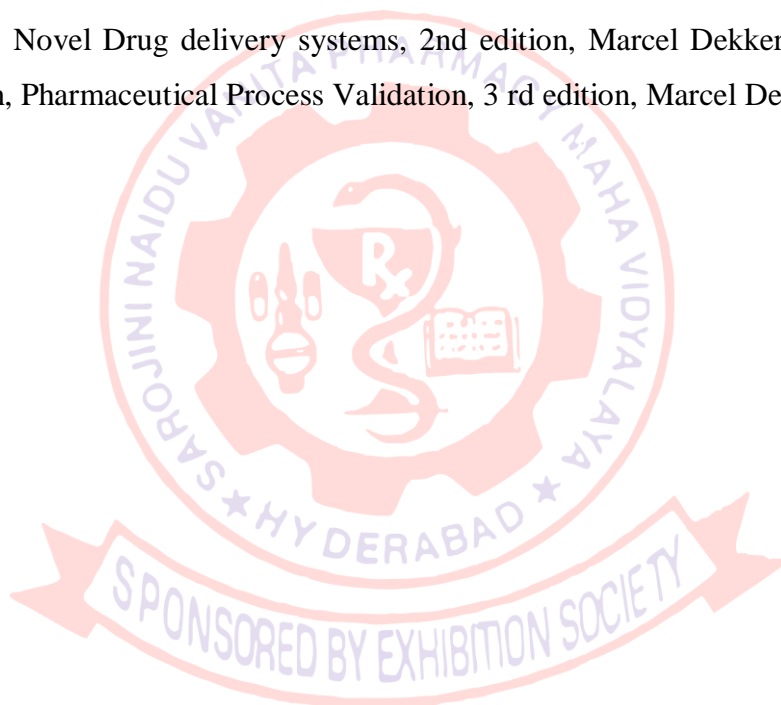 Novel Drug delivery systems, 2nd edition, Marcel Dekker
, Pharmaceutical Process Validation, 3 rd edition, Marcel De
SAROJINI NAIDU VANITA PHARMACY MAHA VIDYALAYA
Rx
★ HYDERABAD ★
SPONSORED BY EXHIBITION SOCIETY